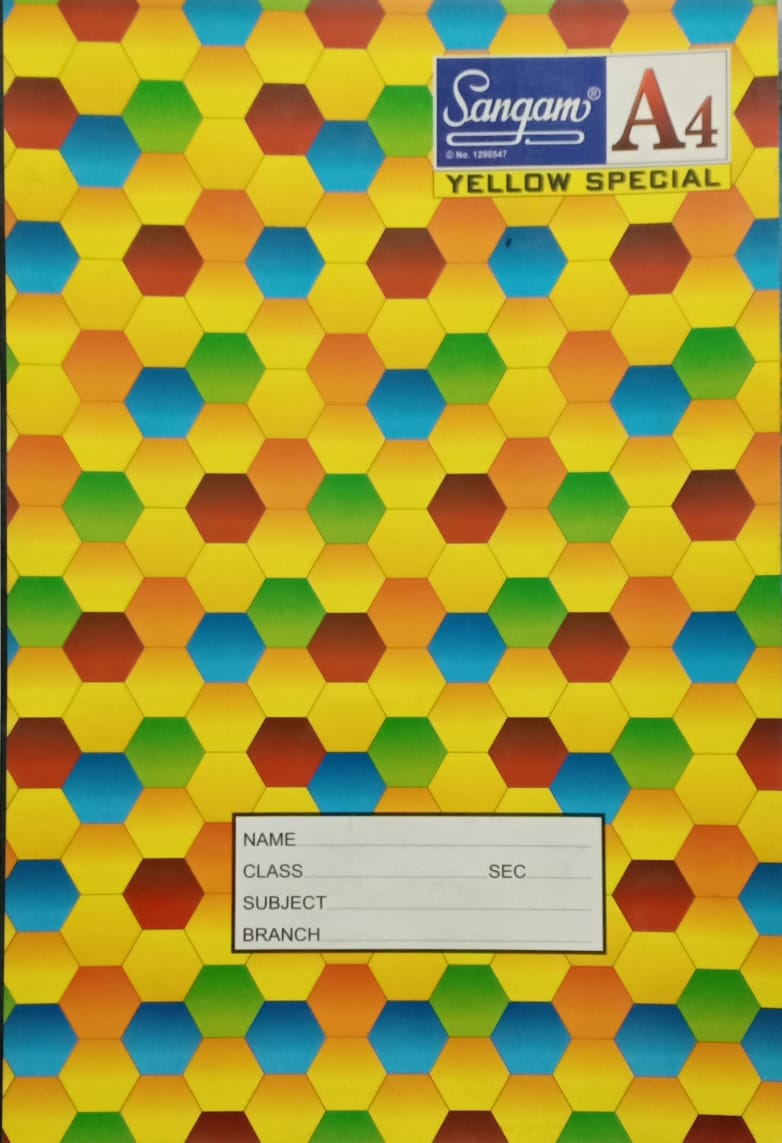 Sangam® A4
© No. 1290547
YELLOW SPECIAL
NAME
CLASS SEC
SUBJECT
BRANCH